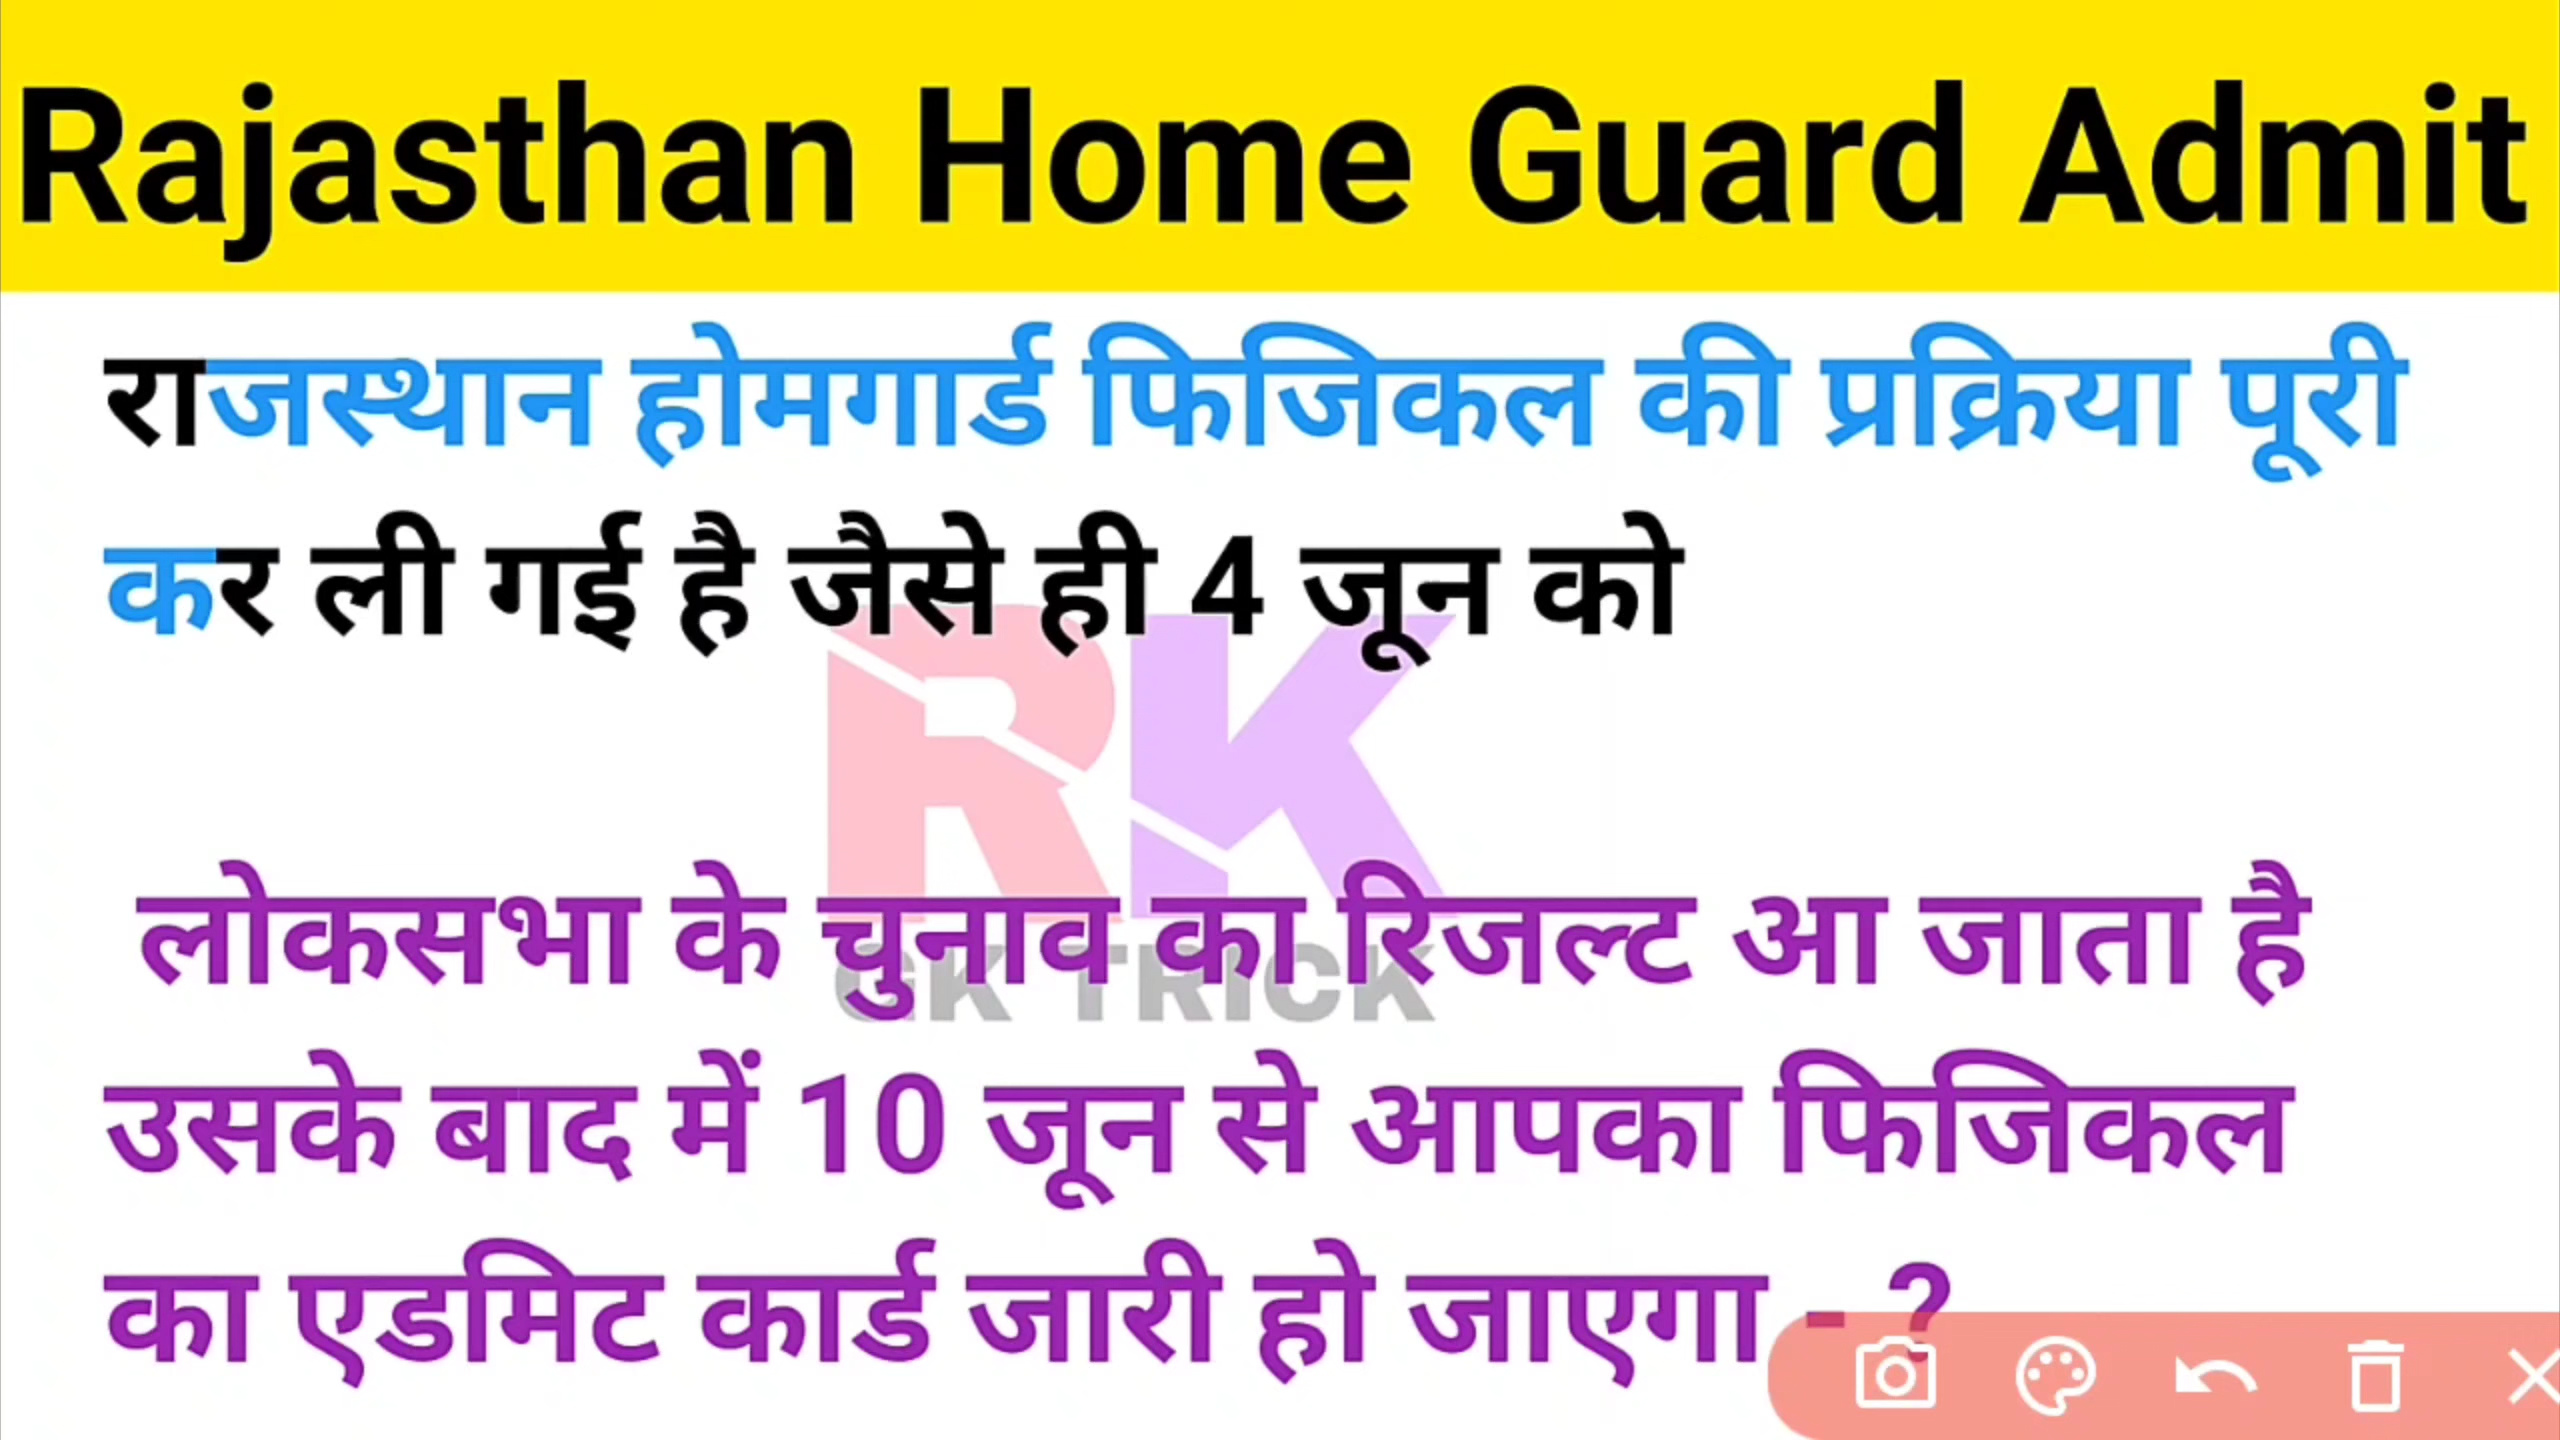 Rajasthan Home Guard Admit
राजस्थान होमगार्ड फिजिकल की प्रक्रिया पूरी
कर ली गई है जैसे ही 4 जून को
RK
GK TRICK
लोकसभा के चुनाव का रिजल्ट आ जाता है
उसके बाद में 10 जून से आपका फिजिकल
का एडमिट कार्ड जारी हो जाएगा - ?